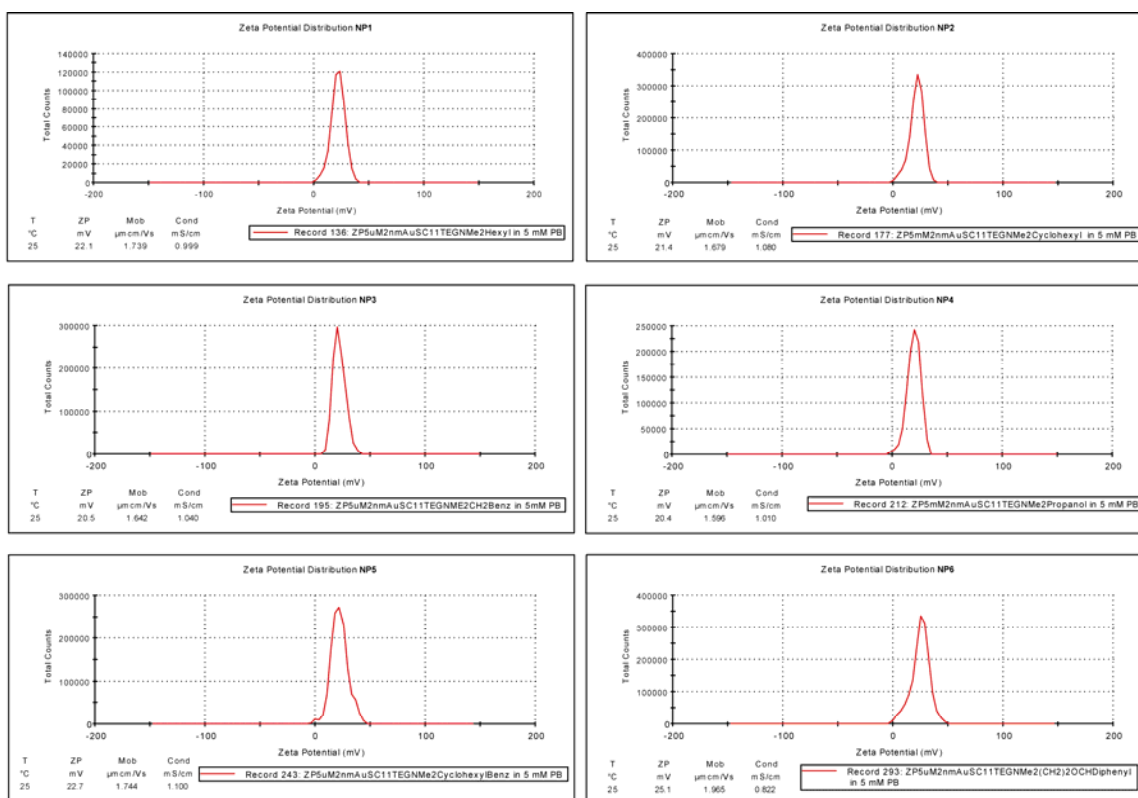 Zeta Potential Distribution NP1
140000
120000
100000
80000
60000
40000
20000
0
Total Counts
-200 -100 0 100 200
Zeta Potential (mV)
T ZP Mob Cond
°C mV µmcm/Vs mS/cm
25 22.1 1.739 0.999
Record 136: ZP5uM2nmAuSC11TEGNMe2Hexyl in 5 mM PB
Zeta Potential Distribution NP2
400000
300000
200000
100000
0
Total Counts
-200 -100 0 100 200
Zeta Potential (mV)
T ZP Mob Cond
°C mV µmcm/Vs mS/cm
25 21.4 1.679 1.080
Record 177: ZP5mM2nmAuSC11TEGNMe2Cyclohexyl in 5 mM PB
Zeta Potential Distribution NP3
300000
200000
100000
0
Total Counts
-200 -100 0 100 200
Zeta Potential (mV)
T ZP Mob Cond
°C mV µmcm/Vs mS/cm
25 20.5 1.642 1.040
Record 195: ZP5uM2nmAuSC11TEGNME2CH2Benz in 5mM PB
Zeta Potential Distribution NP4
250000
200000
150000
100000
50000
0
Total Counts
-200 -100 0 100 200
Zeta Potential (mV)
T ZP Mob Cond
°C mV µmcm/Vs mS/cm
25 20.4 1.596 1.010
Record 212: ZP5mM2nmAuSC11TEGNMe2Propanol in 5 mM PB
Zeta Potential Distribution NP5
300000
200000
100000
0
Total Counts
-200 -100 0 100 200
Zeta Potential (mV)
T ZP Mob Cond
°C mV µmcm/Vs mS/cm
25 22.7 1.744 1.100
Record 243: ZP5uM2nmAuSC11TEGNMe2CyclohexylBenz in 5 mM PB
Zeta Potential Distribution NP6
400000
300000
200000
100000
0
Total Counts
-200 -100 0 100 200
Zeta Potential (mV)
T ZP Mob Cond
°C mV µmcm/Vs mS/cm
25 25.1 1.965 0.822
Record 293: ZP5uM2nmAuSC11TEGNMe2(CH2)2OCHDiphenyl
in 5 mM PB